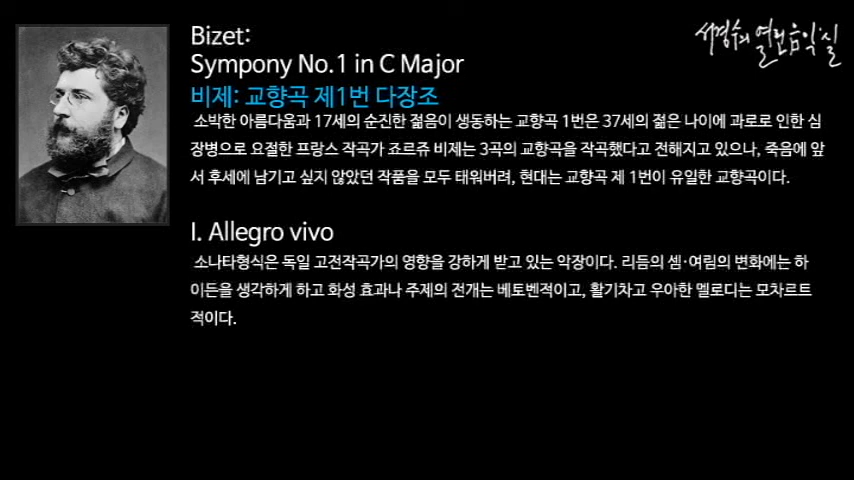 Bizet:
Sympony No.1 in C Major
비제: 교향곡 제1번 다장조
소박한 아름다움과 17세의 순진한 젊음이 생동하는 교향곡 1번은 37세의 젊은 나이에 과로로 인한 심
장병으로 요절한 프랑스 작곡가 죠르쥬 비제는 3곡의 교향곡을 작곡했다고 전해지고 있으나, 죽음에 앞
서 후세에 남기고 싶지 않았던 작품을 모두 태워버려, 현대는 교향곡 제 1번이 유일한 교향곡이다.
I. Allegro vivo
소나타형식은 독일 고전작곡가의 영향을 강하게 받고 있는 악장이다. 리듬의 셈·여림의 변화에는 하
이든을 생각하게 하고 화성 효과나 주제의 전개는 베토벤적이고, 활기차고 우아한 멜로디는 모차르트
적이다.
서경수의 열린음악실